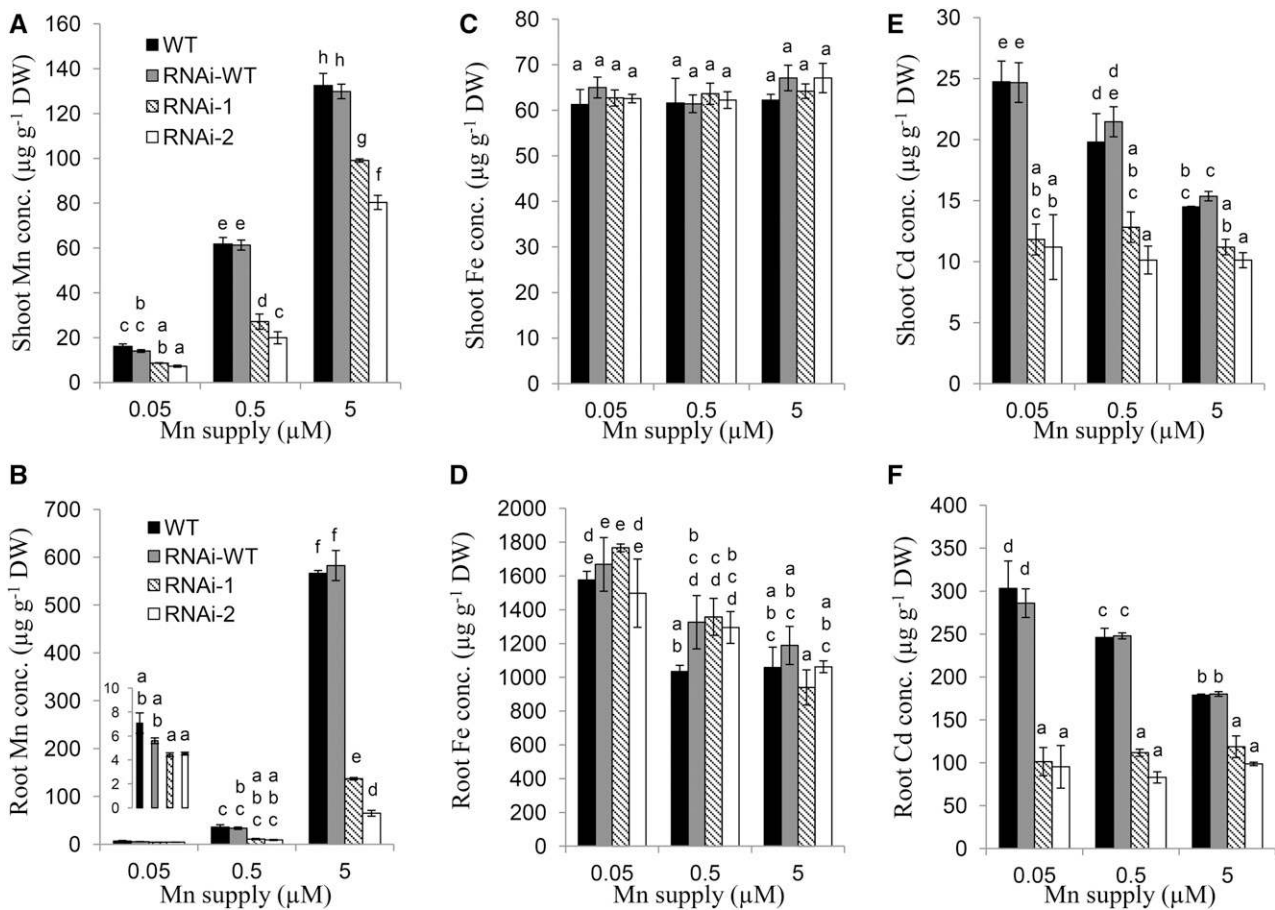 A
Shoot Mn conc. (µg g⁻¹ DW)
160
140
120
100
80
60
40
20
0
WT
RNAi-WT
RNAi-1
RNAi-2
c
b
c
a
b
a
e
e
d
c
h
h
g
f
0.05
0.5
5
Mn supply (µM)
C
Shoot Fe conc. (µg g⁻¹ DW)
80
70
60
50
40
30
20
10
0
a
a
a
a
a
a
a
a
a
a
a
a
0.05
0.5
5
Mn supply (µM)
E
Shoot Cd conc. (µg g⁻¹ DW)
30
25
20
15
10
5
0
e
e
a
b
c
a
b
d
d
e
a
b
c
a
b
c
c
a
b
a
0.05
0.5
5
Mn supply (µM)
B
Root Mn conc. (µg g⁻¹ DW)
700
600
500
400
300
200
100
0
WT
RNAi-WT
RNAi-1
RNAi-2
10
8
6
4
2
0
a
b
a
b
a
a
c
b
c
a
b
c
a
b
c
f
f
e
d
0.05
0.5
5
Mn supply (µM)
D
Root Fe conc. (µg g⁻¹ DW)
2000
1800
1600
1400
1200
1000
800
600
400
200
0
d
e
e
e
d
e
a
b
b
c
d
c
d
b
c
d
a
b
c
a
b
c
a
a
b
c
0.05
0.5
5
Mn supply (µM)
F
Root Cd conc. (µg g⁻¹ DW)
400
350
300
250
200
150
100
50
0
d
d
a
a
c
c
a
a
b
b
a
a
0.05
0.5
5
Mn supply (µM)